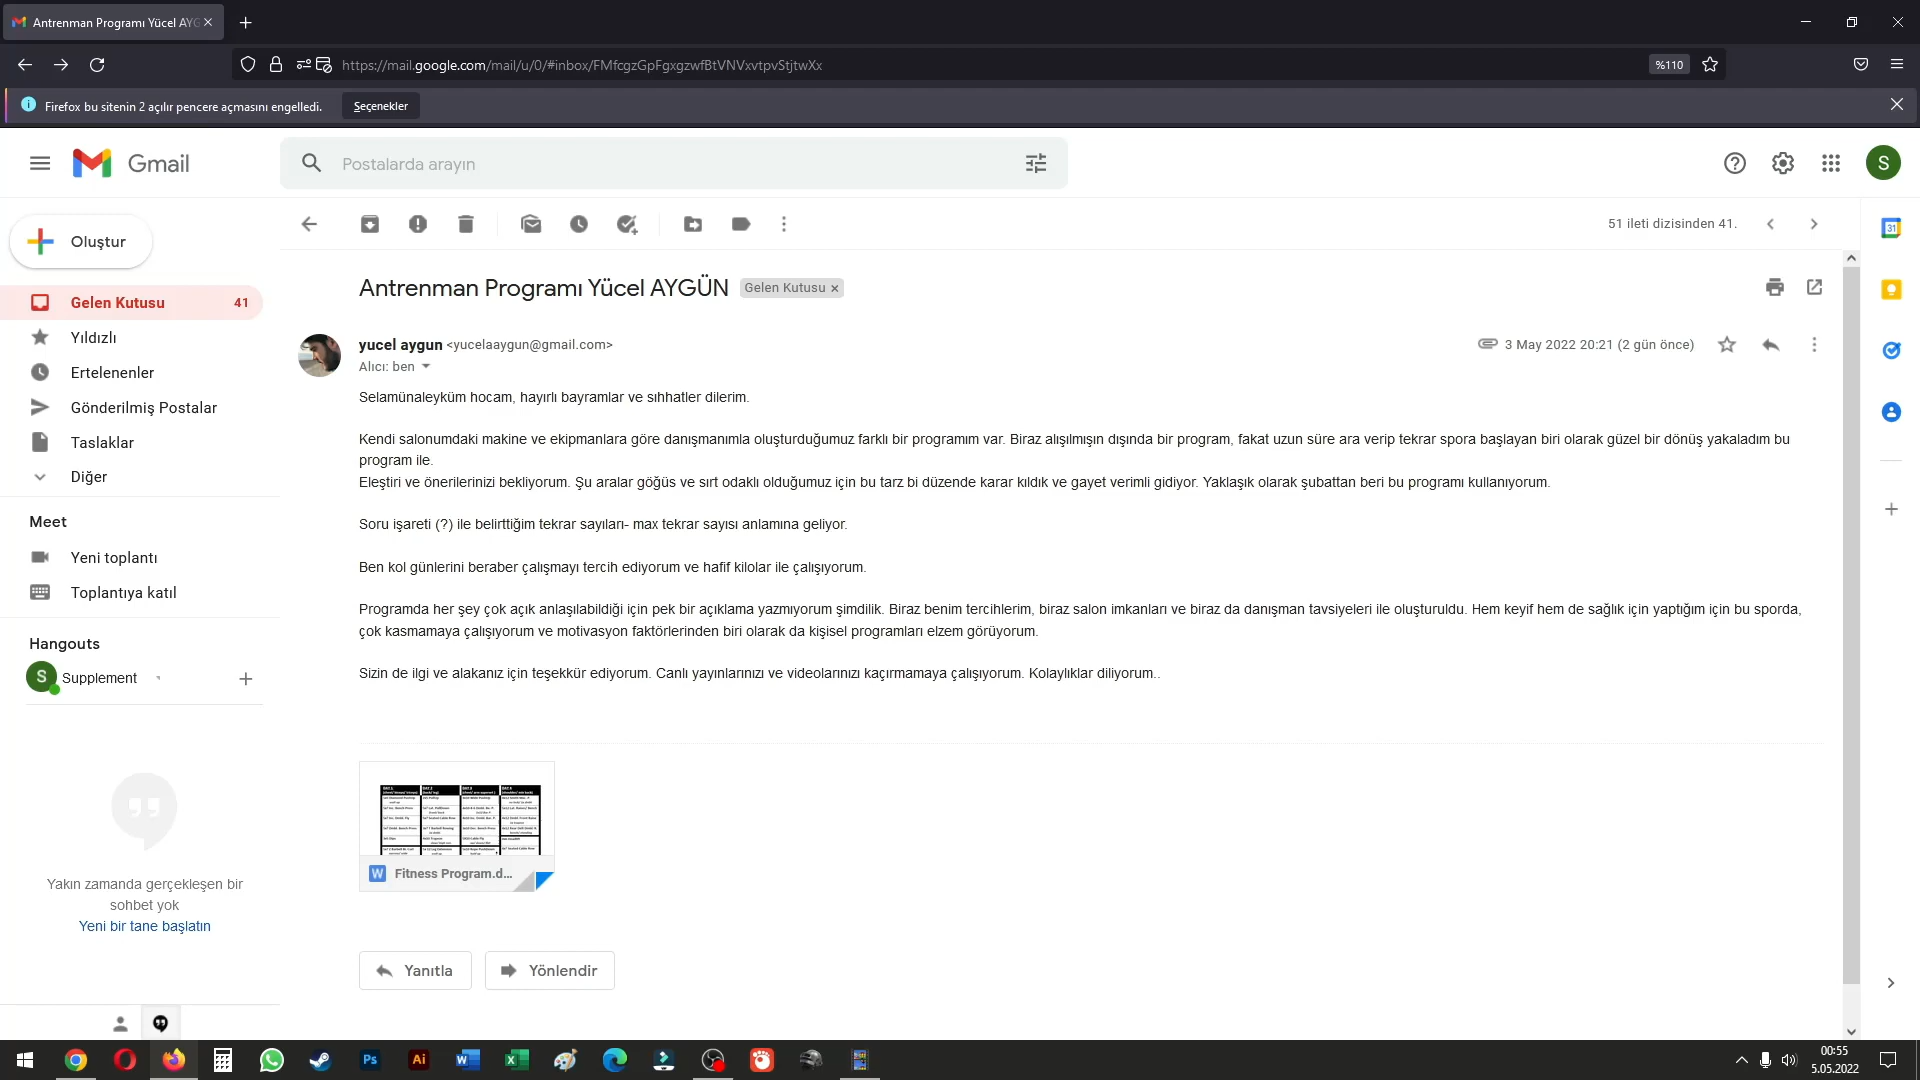 Antrenman Programı Yücel AYG
https://mail.google.com/mail/u/0/#inbox/FMfcgzGpFgxgzwfBtVNVxvtpvStjtwXx
%110
Firefox bu sitenin 2 açılır pencere açmasını engelledi.
Seçenekler
Gmail
Postalarda arayın
S
Oluştur
51 ileti dizisinden 41.
31
Gelen Kutusu 41
Yıldızlı
Ertelenenler
Gönderilmiş Postalar
Taslaklar
Diğer
Meet
Yeni toplantı
Toplantıya katıl
Hangouts
S Supplement
Yakın zamanda gerçekleşen bir
sohbet yok
Yeni bir tane başlatın
Antrenman Programı Yücel AYGÜN Gelen Kutusu x
yucel aygun <yucelaaygun@gmail.com>
3 May 2022 20:21 (2 gün önce)
Alıcı: ben
Selamünaleyküm hocam, hayırlı bayramlar ve sıhhatler dilerim.
Kendi salonumdaki makine ve ekipmanlara göre danışmanımla oluşturduğumuz farklı bir programım var. Biraz alışılmışın dışında bir program, fakat uzun süre ara verip tekrar spora başlayan biri olarak güzel bir dönüş yakaladım bu
program ile.
Eleştiri ve önerilerinizi bekliyorum. Şu aralar göğüs ve sırt odaklı olduğumuz için bu tarz bi düzende karar kıldık ve gayet verimli gidiyor. Yaklaşık olarak şubattan beri bu programı kullanıyorum.
Soru işareti (?) ile belirttiğim tekrar sayıları- max tekrar sayısı anlamına geliyor.
Ben kol günlerini beraber çalışmayı tercih ediyorum ve hafif kilolar ile çalışıyorum.
Programda her şey çok açık anlaşılabildiği için pek bir açıklama yazmıyorum şimdilik. Biraz benim tercihlerim, biraz salon imkanları ve biraz da danışman tavsiyeleri ile oluşturuldu. Hem keyif hem de sağlık için yaptığım için bu sporda,
çok kasmamaya çalışıyorum ve motivasyon faktörlerinden biri olarak da kişisel programları elzem görüyorum.
Sizin de ilgi ve alakanız için teşekkür ediyorum. Canlı yayınlarınızı ve videolarınızı kaçırmamaya çalışıyorum. Kolaylıklar diliyorum..
DAY 1 DAY 2 DAY 3 DAY 4
W Fitness Program.d...
Yanıtla
Yönlendir
Ps
Ai
00:55
5.05.2022